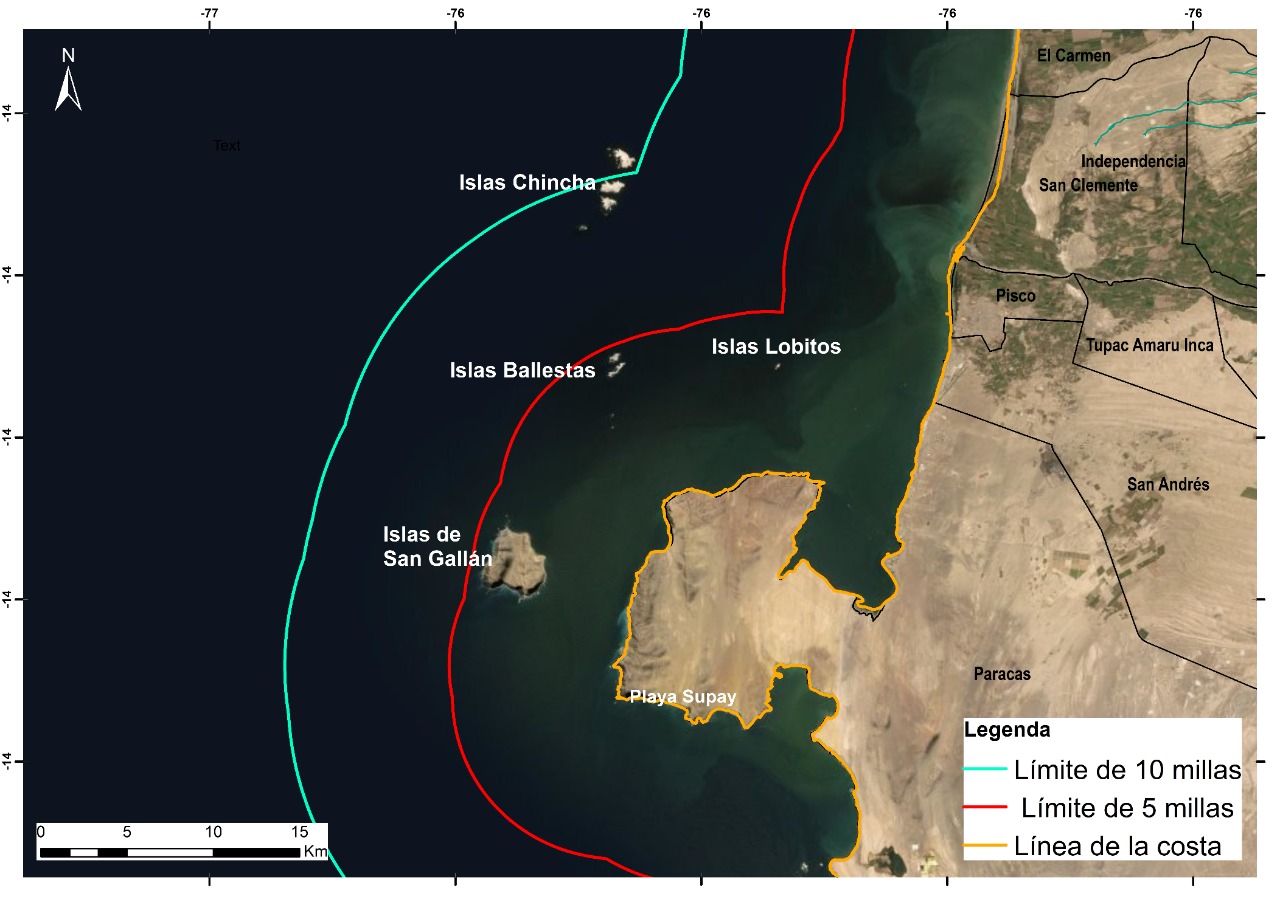 -77
-76
-76
-76
-76
N
El Carmen
-14
Text
Independencia
Islas Chincha
San Clemente
-14
Pisco
Islas Lobitos
Tupac Amaru Inca
Islas Ballestas
-14
San Andrés
Islas de
San Gallán
-14
Paracas
Playa Supay
Legenda
-14
Límite de 10 millas
Límite de 5 millas
0 5 10 15
Km
Línea de la costa